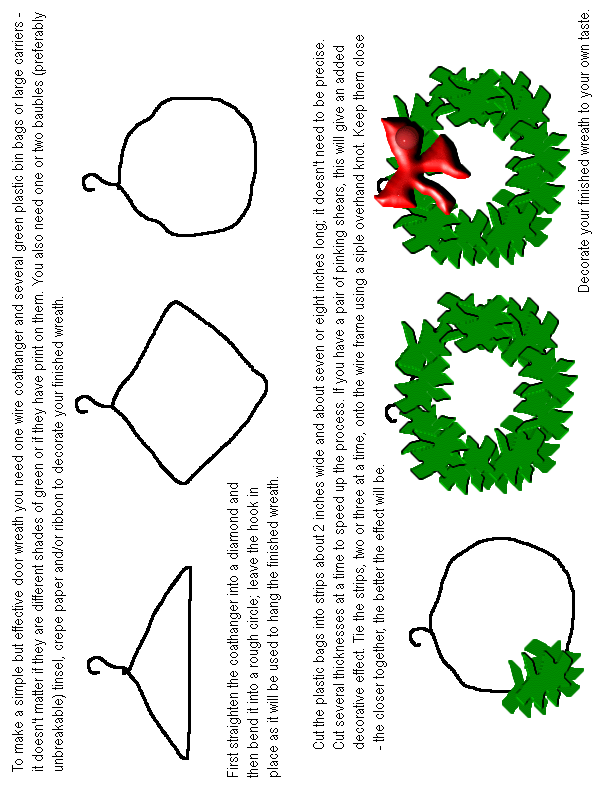 To make a simple but effective door wreath you need one wire coathanger and several green plastic bin bags or large carriers -
it doesn't matter if they are different shades of green or if they have print on them. You also need one or two baubles (preferably
unbreakable) tinsel, crepe paper and/or ribbon to decorate your finished wreath.
First straighten the coathanger into a diamond and
then bend it into a rough circle, leave the hook in
place as it will be used to hang the finished wreath.
Cut the plastic bags into strips about 2 inches wide and about seven or eight inches long; it doesn't need to be precise.
Cut several thicknesses at a time to speed up the process. If you have a pair of pinking shears, this will give an added
decorative effect. Tie the strips, two or three at a time, onto the wire frame using a siple overhand knot. Keep them close
- the closer together, the better the effect will be.
Decorate your finished wreath to your own taste.